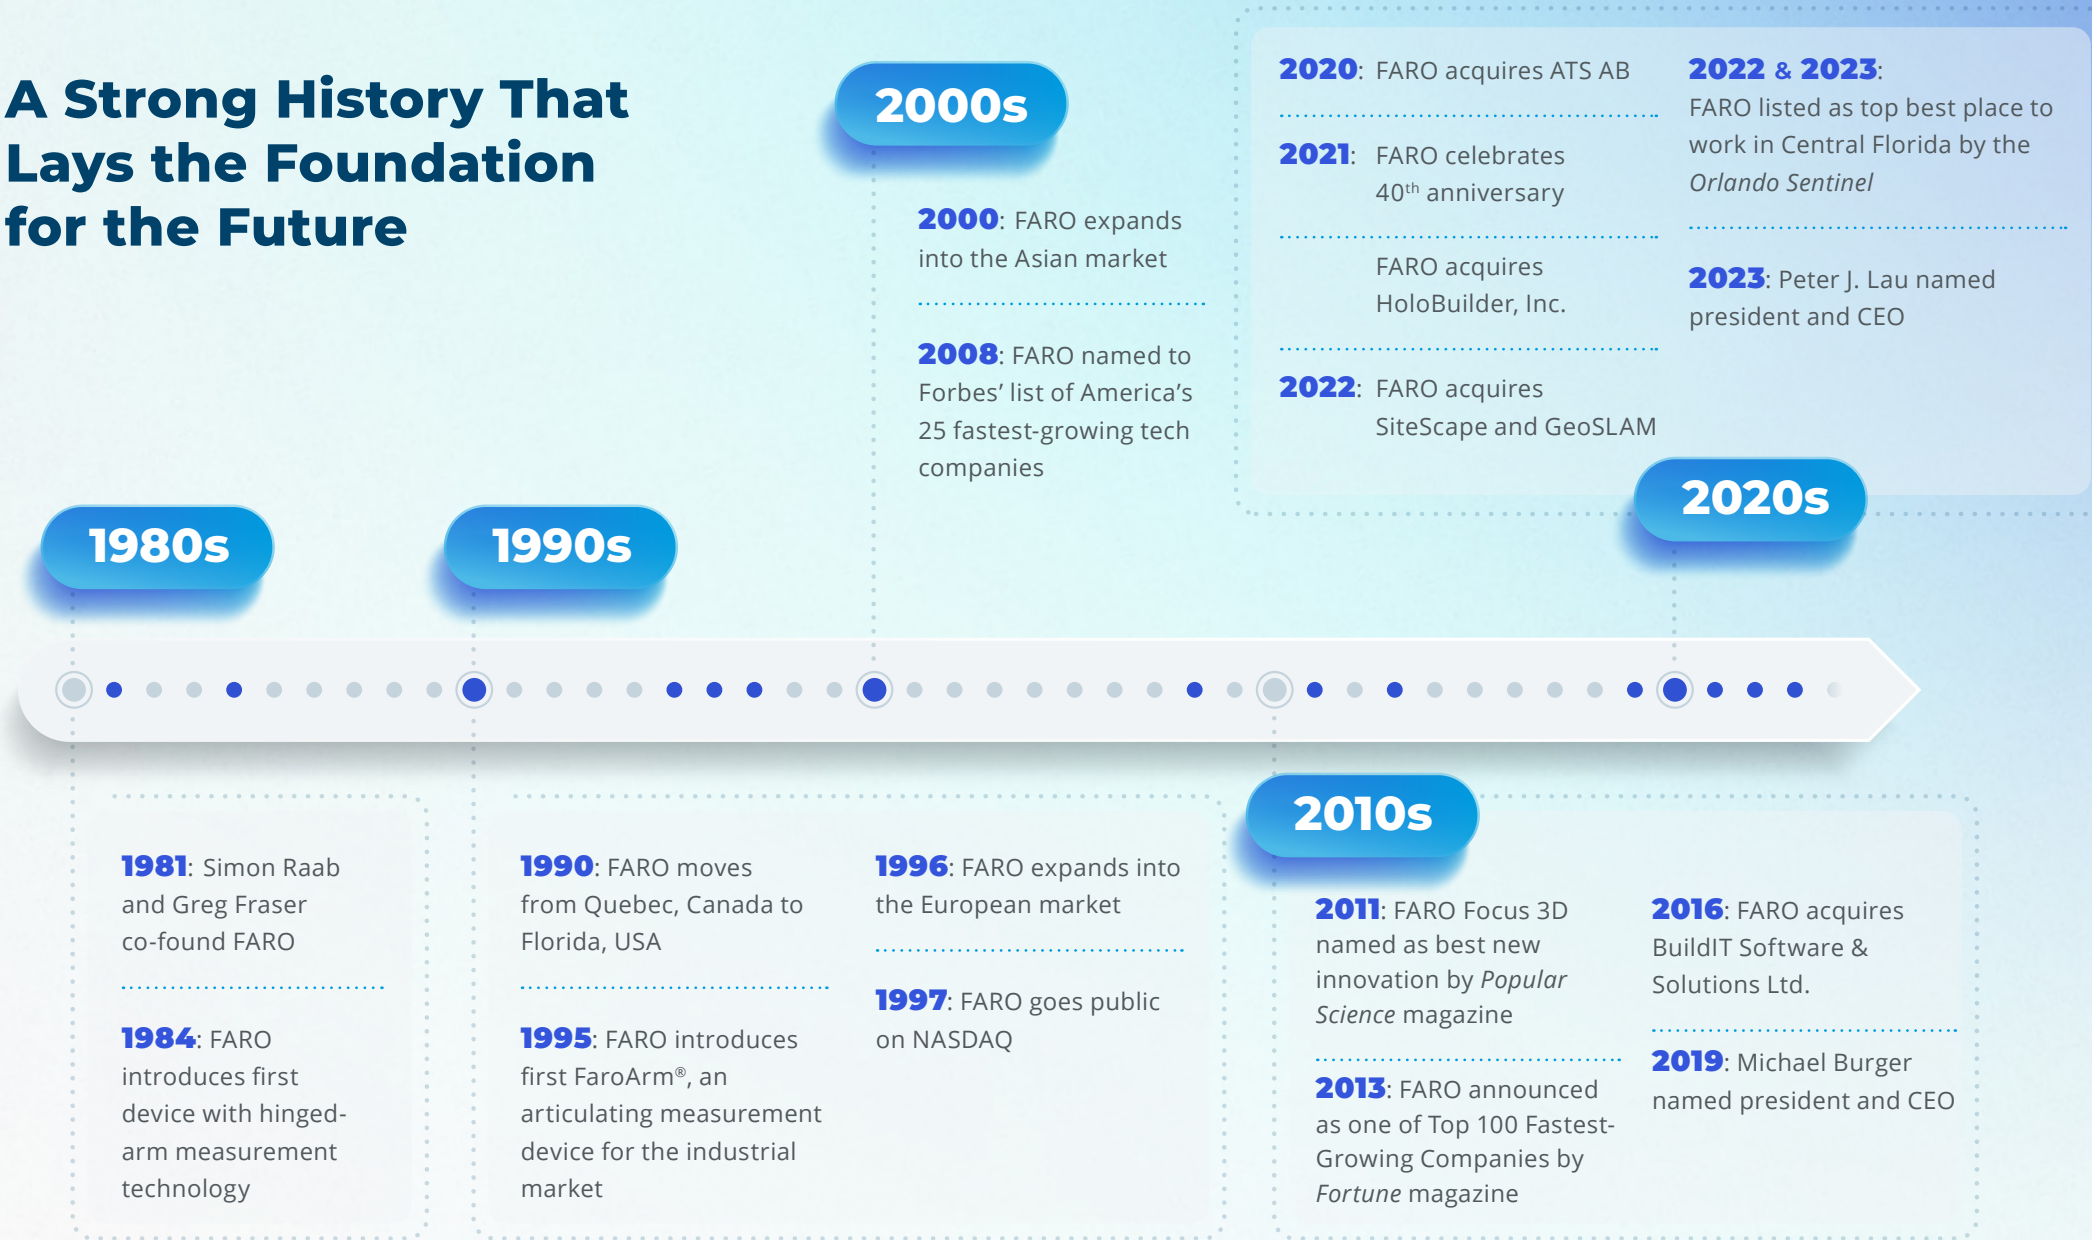 A Strong History That
Lays the Foundation
for the Future
1980s
1981: Simon Raab
and Greg Fraser
co-found FARO
1984: FARO
introduces first
device with hinged-
arm measurement
technology
1990s
1990: FARO moves
from Quebec, Canada to
Florida, USA
1995: FARO introduces
first FaroArm®, an
articulating measurement
device for the industrial
market
1996: FARO expands into
the European market
1997: FARO goes public
on NASDAQ
2000s
2000: FARO expands
into the Asian market
2008: FARO named to
Forbes’ list of America’s
25 fastest-growing tech
companies
2010s
2011: FARO Focus 3D
named as best new
innovation by Popular
Science magazine
2013: FARO announced
as one of Top 100 Fastest-
Growing Companies by
Fortune magazine
2016: FARO acquires
BuildIT Software &
Solutions Ltd.
2019: Michael Burger
named president and CEO
2020s
2020: FARO acquires ATS AB
2021: FARO celebrates
40th anniversary
FARO acquires
HoloBuilder, Inc.
2022: FARO acquires
SiteScape and GeoSLAM
2022 & 2023:
FARO listed as top best place to
work in Central Florida by the
Orlando Sentinel
2023: Peter J. Lau named
president and CEO